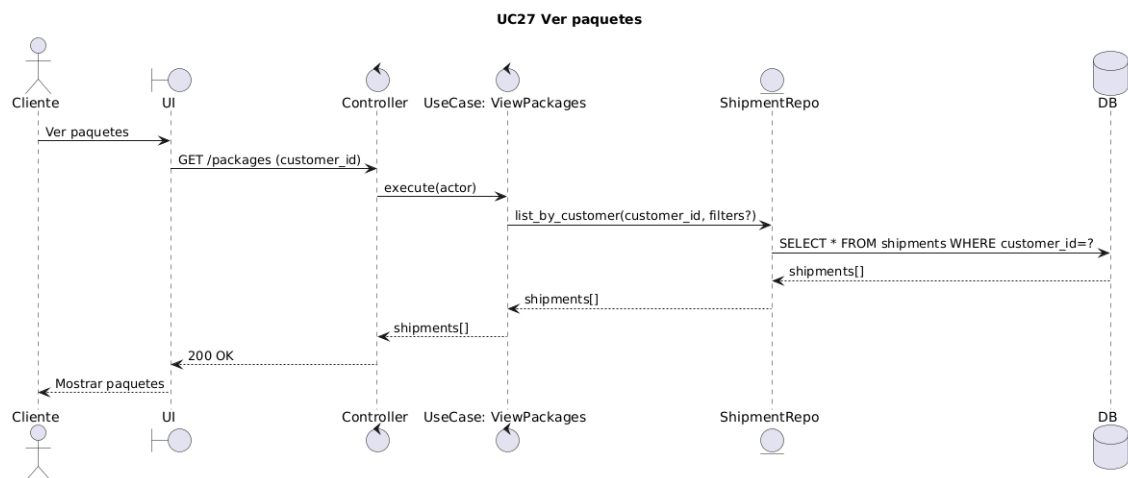 UC27 Ver paquetes
Cliente
UI
Controller
UseCase: ViewPackages
ShipmentRepo
DB
Ver paquetes
GET /packages (customer_id)
execute(actor)
list_by_customer(customer_id, filters?)
SELECT * FROM shipments WHERE customer_id=?
shipments[]
shipments[]
shipments[]
200 OK
Mostrar paquetes
Cliente
UI
Controller
UseCase: ViewPackages
ShipmentRepo
DB